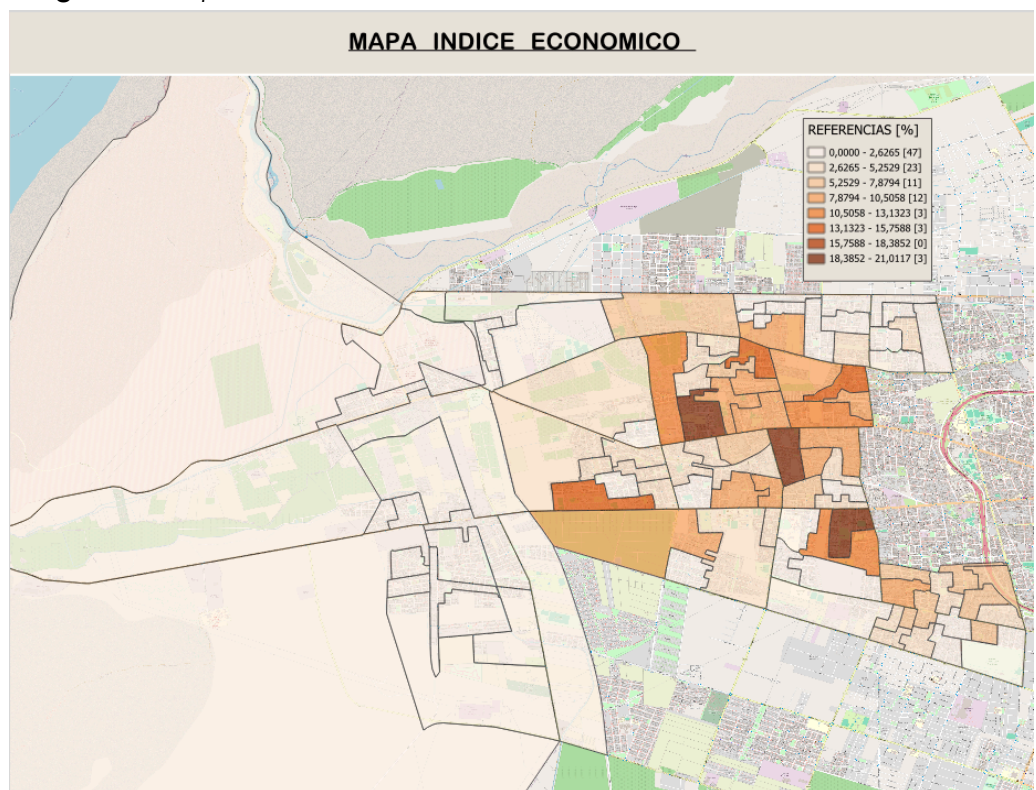 MAPA INDICE ECONOMICO
REFERENCIAS [%]
0,0000 - 2,6265 [47]
2,6265 - 5,2529 [23]
5,2529 - 7,8794 [11]
7,8794 - 10,5058 [12]
10,5058 - 13,1323 [3]
13,1323 - 15,7588 [3]
15,7588 - 18,3852 [0]
18,3852 - 21,0117 [3]